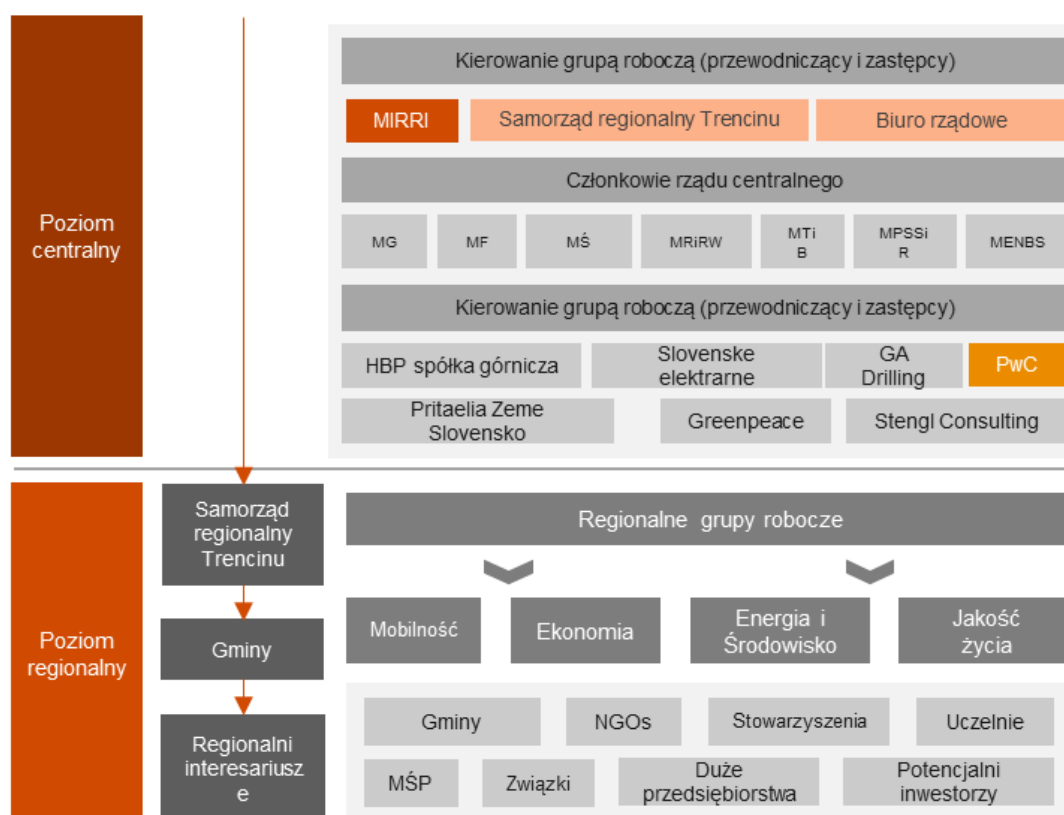 Poziom
centralny
Kierowanie grupą roboczą (przewodniczący i zastępcy)
MIRRI
Samorząd regionalny Trencinu
Biuro rządowe
Członkowie rządu centralnego
MG
MF
MŚ
MRiRW
MTi
B
MPSSi
R
MENBS
Kierowanie grupą roboczą (przewodniczący i zastępcy)
HBP spółka górnicza
Slovenske
elektrarne
GA
Drilling
PwC
Pritaelia Zeme
Slovensko
Greenpeace
Stengl Consulting
Poziom
regionalny
Samorząd
regionalny
Trencinu
Gminy
Regionalni
interesariusz
e
Regionalne grupy robocze
Mobilność
Ekonomia
Energia i
Środowisko
Jakość
życia
Gminy
NGOs
Stowarzyszenia
Uczelnie
MŚP
Związki
Duże
przedsiębiorstwa
Potencjalni
inwestorzy